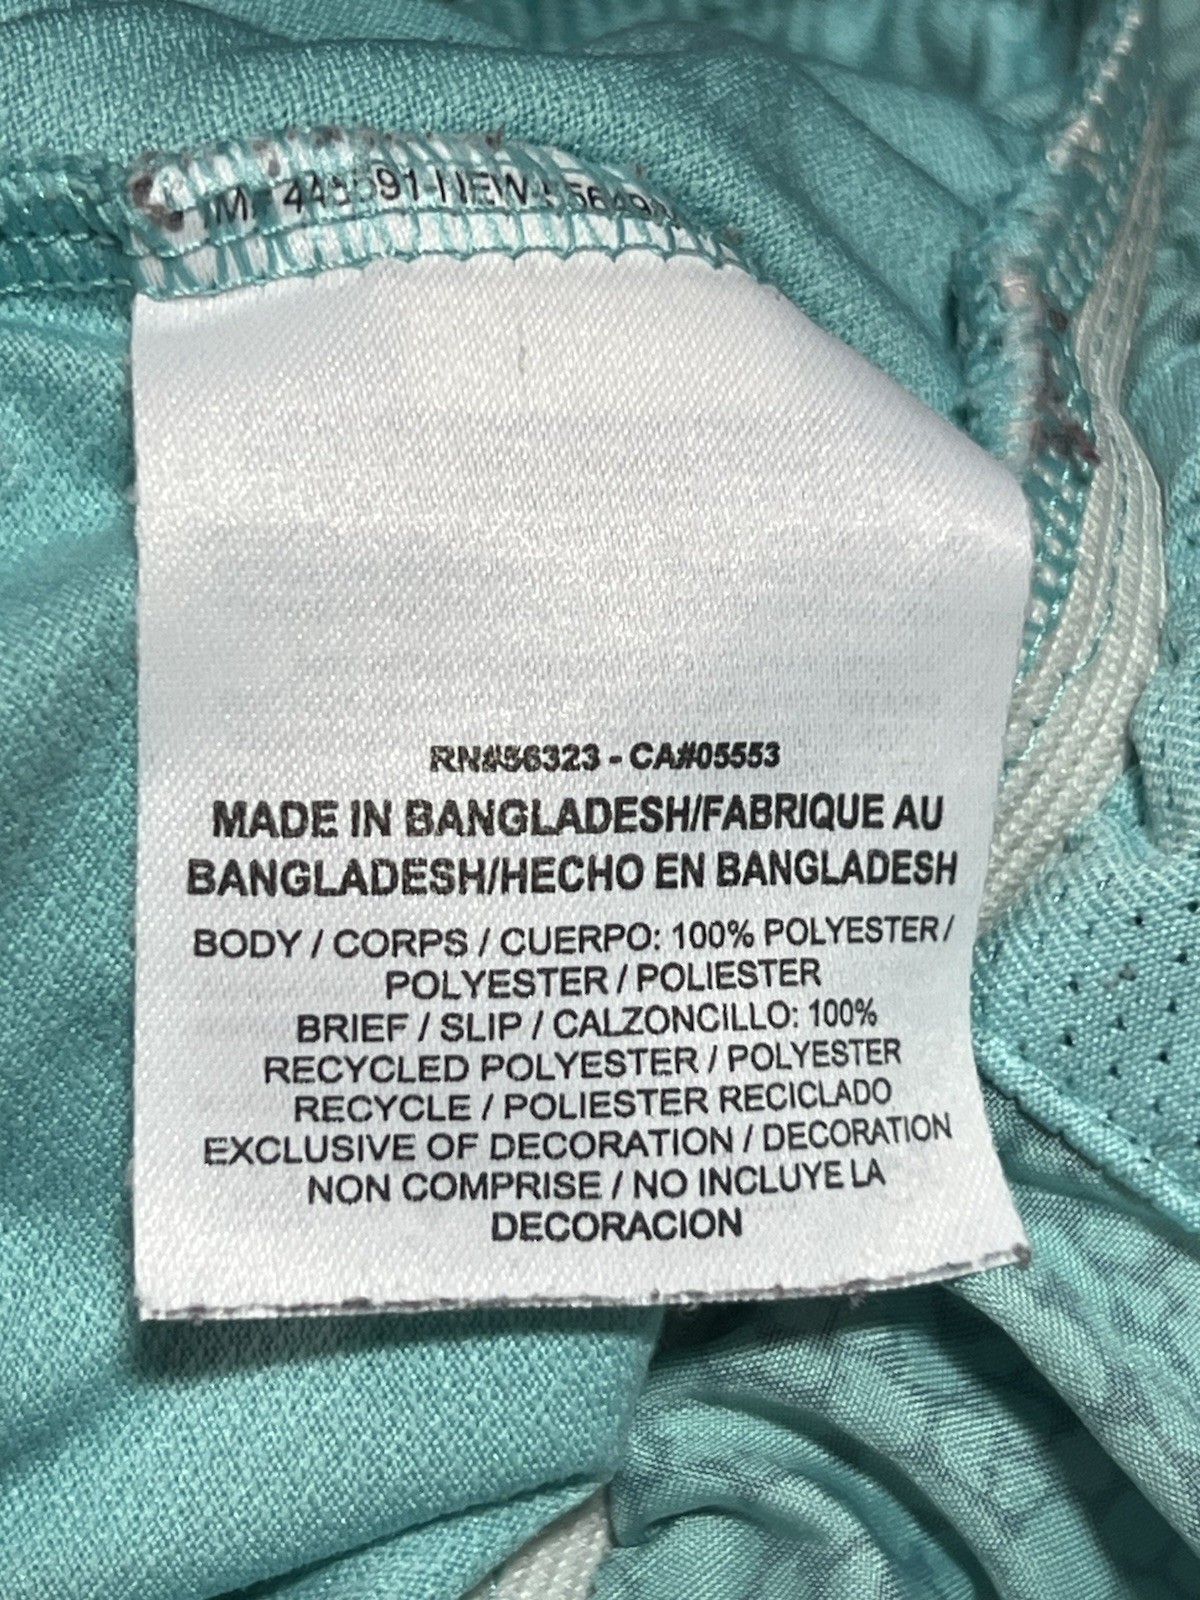 RN#56323 - CA#05553
MADE IN BANGLADESH/FABRIQUE AU
BANGLADESH/HECHO EN BANGLADESH
BODY / CORPS / CUERPO: 100% POLYESTER /
POLYESTER / POLIESTER
BRIEF / SLIP / CALZONCILLO: 100%
RECYCLED POLYESTER / POLYESTER
RECYCLE / POLIESTER RECICLADO
EXCLUSIVE OF DECORATION / DECORATION
NON COMPRISE / NO INCLUYE LA
DECORACION